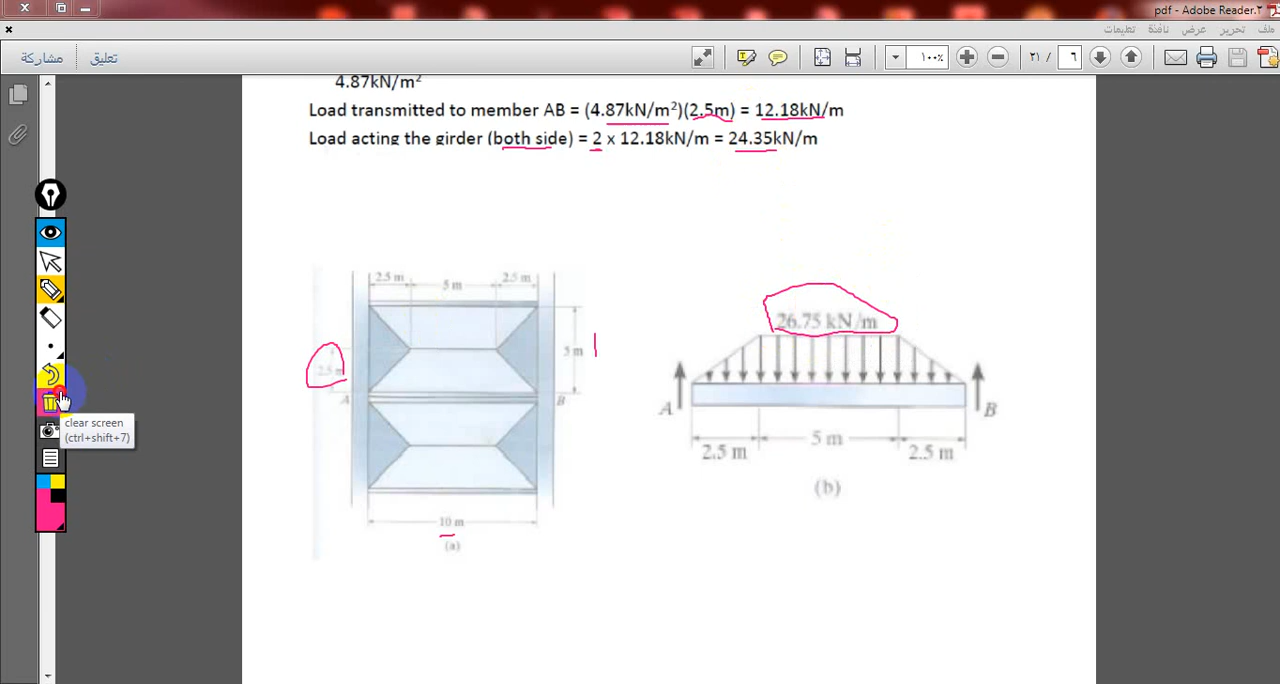 pdf - Adobe Reader.٣
ملف تحرير عرض نافذة تعليمات
مشاركة تعليق ١٠٠٪ ٢١ / ٦
4.87kN/m²
Load transmitted to member AB = (4.87kN/m²)(2.5m) = 12.18kN/m
Load acting the girder (both side) = 2 x 12.18kN/m = 24.35kN/m
2.5 m 5 m 2.5 m
5 m
2.5 m
A B
10 m
(a)
26.75 kN/m
A B
2.5 m 5 m 2.5 m
(b)
clear screen
(ctrl+shift+7)